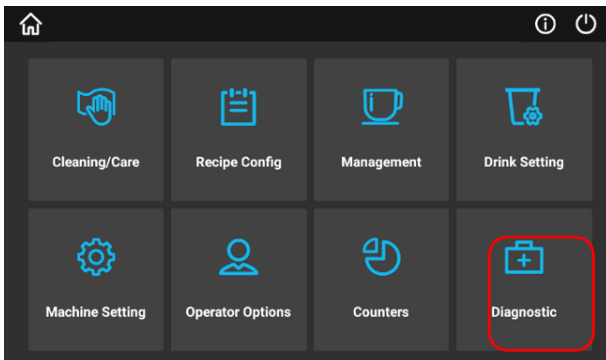 Cleaning/Care
Recipe Config
Management
Drink Setting
Machine Setting
Operator Options
Counters
Diagnostic